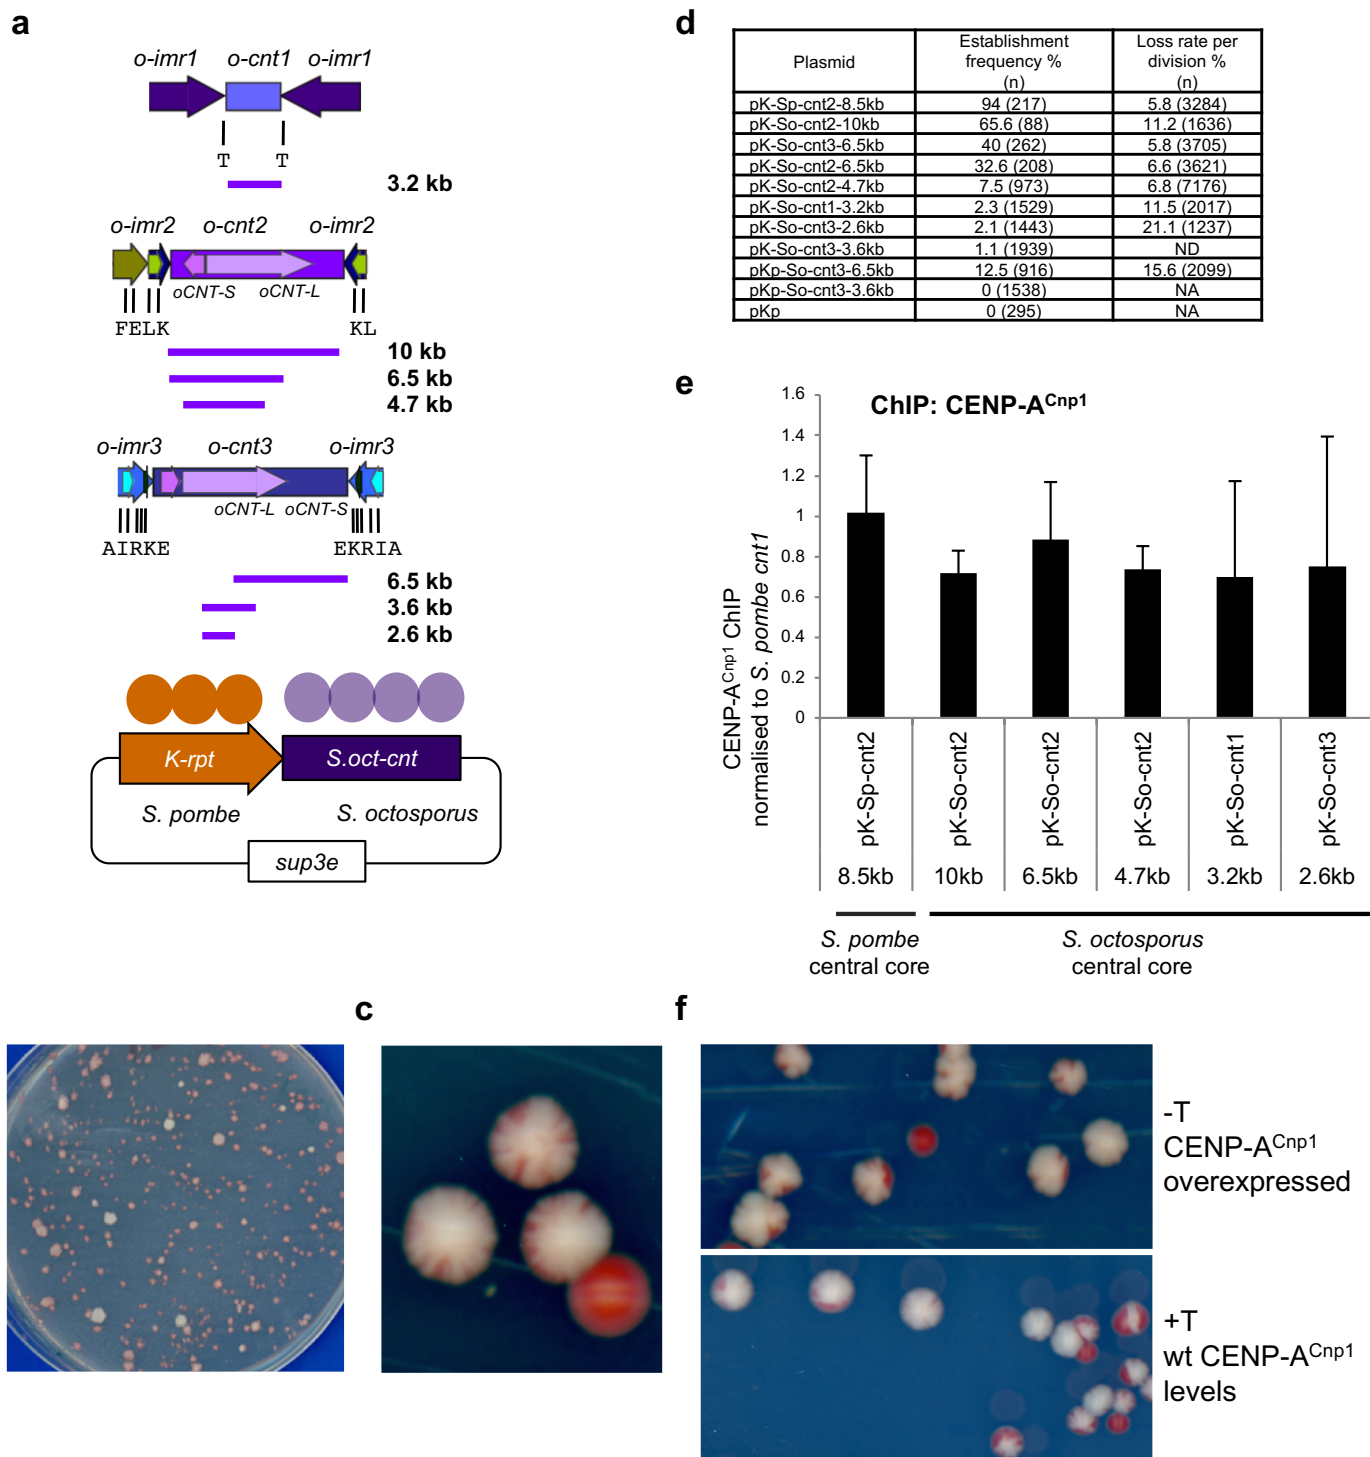 a
o-imr1 o-cnt1 o-imr1
T T
3.2 kb
o-imr2 o-cnt2 o-imr2
oCNT-S oCNT-L
FELK KL
10 kb
6.5 kb
4.7 kb
o-imr3 o-cnt3 o-imr3
oCNT-L oCNT-S
AIRKE EKRIA
6.5 kb
3.6 kb
2.6 kb
K-rpt S.oct-cnt
S. pombe S. octosporus
sup3e
d
Plasmid Establishment frequency % (n) Loss rate per division % (n)
pK-Sp-cnt2-8.5kb 94 (217) 5.8 (3284)
pK-So-cnt2-10kb 65.6 (88) 11.2 (1636)
pK-So-cnt3-6.5kb 40 (262) 5.8 (3705)
pK-So-cnt2-6.5kb 32.6 (208) 6.6 (3621)
pK-So-cnt2-4.7kb 7.5 (973) 6.8 (7176)
pK-So-cnt1-3.2kb 2.3 (1529) 11.5 (2017)
pK-So-cnt3-2.6kb 2.1 (1443) 21.1 (1237)
pK-So-cnt3-3.6kb 1.1 (1939) ND
pKp-So-cnt3-6.5kb 12.5 (916) 15.6 (2099)
pKp-So-cnt3-3.6kb 0 (1538) NA
pKp 0 (295) NA
e
ChIP: CENP-A^Cnp1
CENP-A^Cnp1 ChIP
normalised to S. pombe cnt1
1.6
1.4
1.2
1
0.8
0.6
0.4
0.2
0
pK-Sp-cnt2
pK-So-cnt2
pK-So-cnt2
pK-So-cnt2
pK-So-cnt1
pK-So-cnt3
8.5kb 10kb 6.5kb 4.7kb 3.2kb 2.6kb
S. pombe
central core
S. octosporus
central core
c
f
-T
CENP-A^Cnp1
overexpressed
+T
wt CENP-A^Cnp1
levels